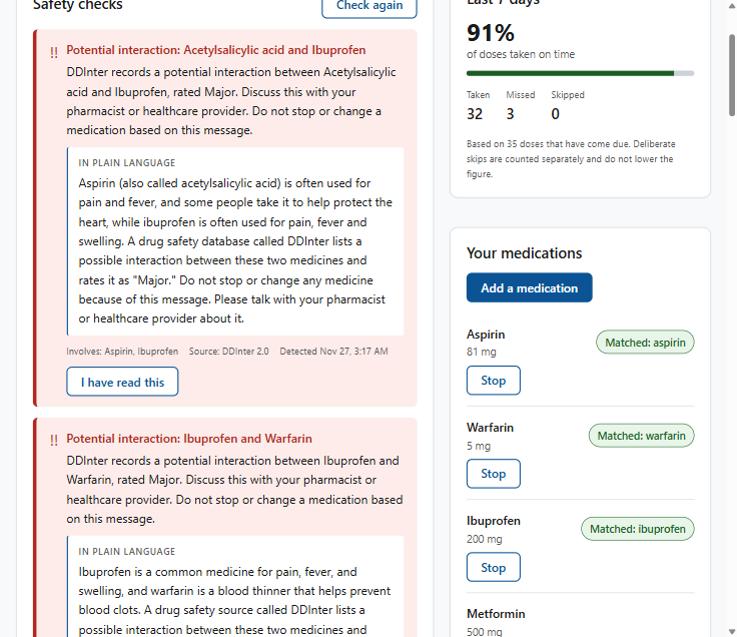 Safety checks
Check again
!! Potential interaction: Acetylsalicylic acid and Ibuprofen
DDInter records a potential interaction between Acetylsalicylic
acid and Ibuprofen, rated Major. Discuss this with your
pharmacist or healthcare provider. Do not stop or change a
medication based on this message.
IN PLAIN LANGUAGE
Aspirin (also called acetylsalicylic acid) is often used for
pain and fever, and some people take it to help protect the
heart, while ibuprofen is often used for pain, fever and
swelling. A drug safety database called DDInter lists a
possible interaction between these two medicines and
rates it as "Major." Do not stop or change any medicine
because of this message. Please talk with your pharmacist
or healthcare provider about it.
Involves: Aspirin, Ibuprofen Source: DDInter 2.0 Detected Nov 27, 3:17 AM
I have read this
!! Potential interaction: Ibuprofen and Warfarin
DDInter records a potential interaction between Ibuprofen and
Warfarin, rated Major. Discuss this with your pharmacist or
healthcare provider. Do not stop or change a medication based
on this message.
IN PLAIN LANGUAGE
Ibuprofen is a common medicine for pain, fever, and
swelling, and warfarin is a blood thinner that helps prevent
blood clots. A drug safety source called DDInter lists a
possible interaction between these two medicines and
Last 7 days
91%
of doses taken on time
Taken Missed Skipped
32 3 0
Based on 35 doses that have come due. Deliberate
skips are counted separately and do not lower the
figure.
Your medications
Add a medication
Aspirin
81 mg
Matched: aspirin
Stop
Warfarin
5 mg
Matched: warfarin
Stop
Ibuprofen
200 mg
Matched: ibuprofen
Stop
Metformin
500 mg